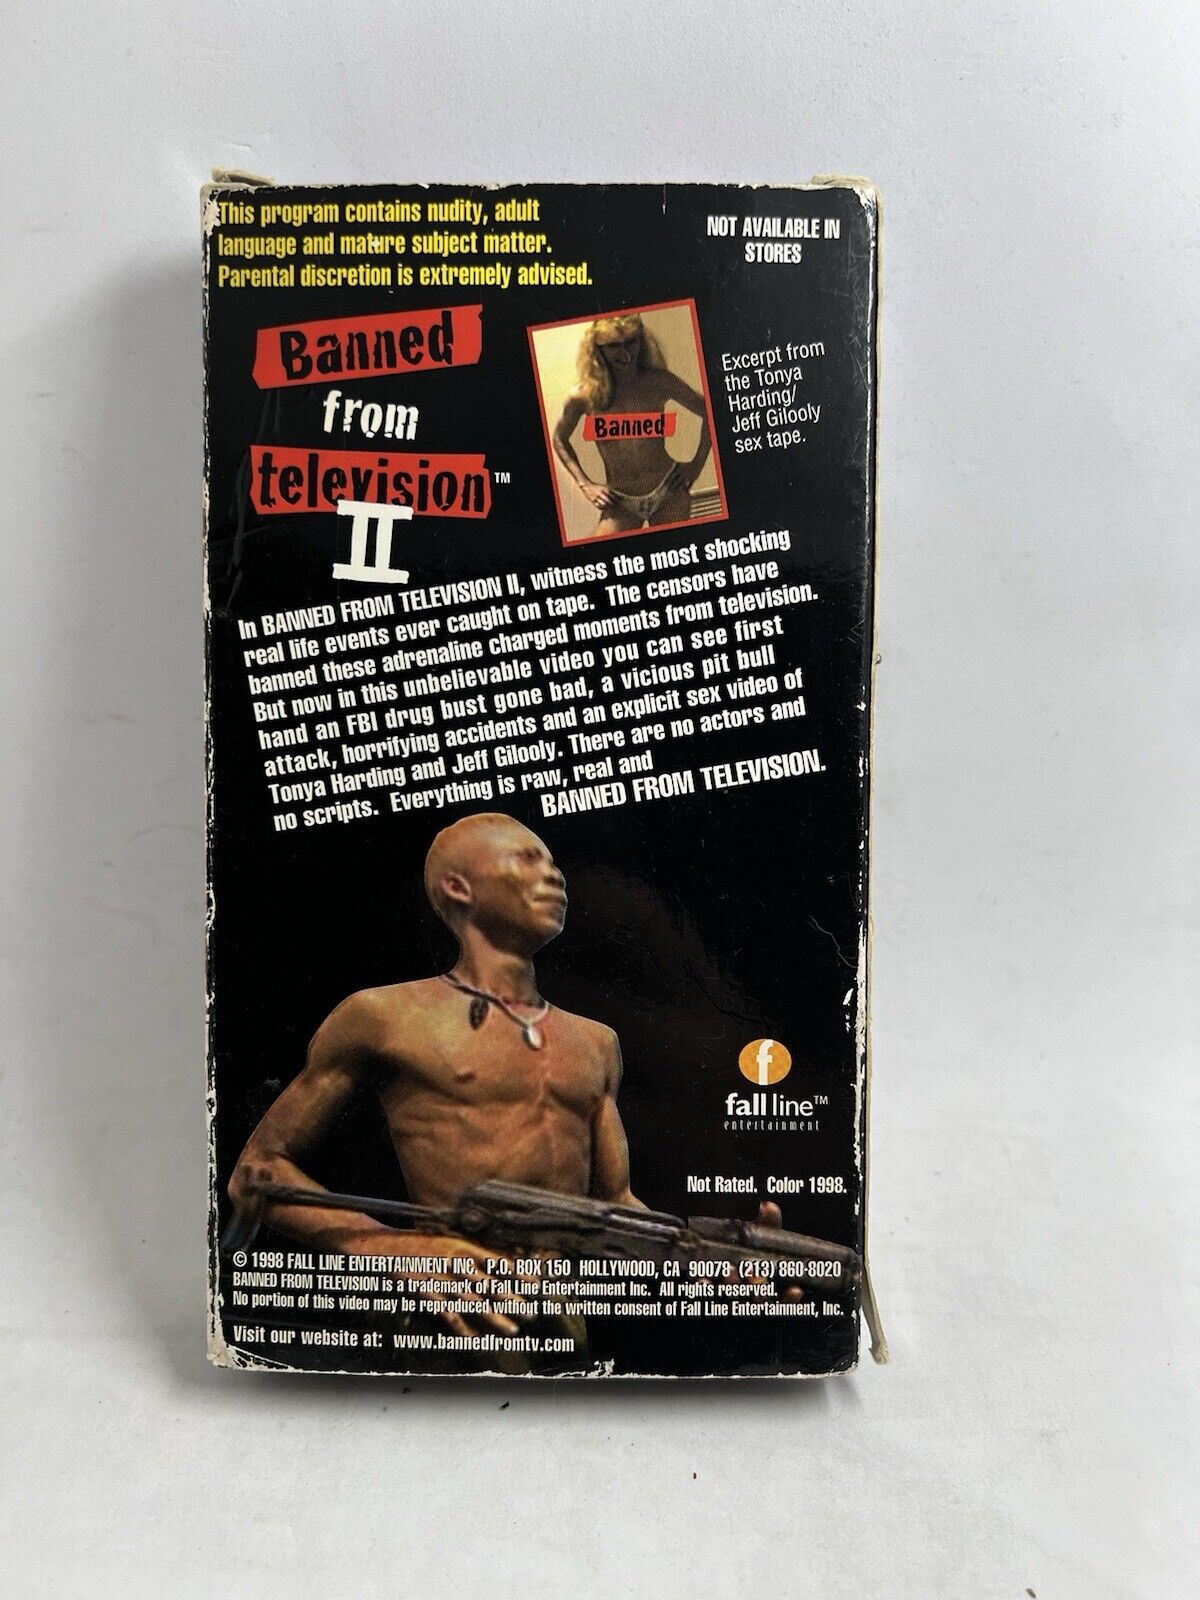 This program contains nudity, adult
language and mature subject matter.
Parental discretion is extremely advised.
NOT AVAILABLE IN
STORES
Banned
from
television™
II
Banned
Excerpt from
the Tonya
Harding/
Jeff Gilooly
sex tape.
In BANNED FROM TELEVISION II, witness the most shocking
real life events ever caught on tape. The censors have
banned these adrenaline charged moments from television.
But now in this unbelievable video you can see first
hand an FBI drug bust gone bad, a vicious pit bull
attack, horrifying accidents and an explicit sex video of
Tonya Harding and Jeff Gilooly. There are no actors and
no scripts. Everything is raw, real and
BANNED FROM TELEVISION.
f
fall line™
entertainment
Not Rated. Color 1998.
© 1998 FALL LINE ENTERTAINMENT INC. P.O. BOX 150 HOLLYWOOD, CA 90078 (213) 860-8020
BANNED FROM TELEVISION is a trademark of Fall Line Entertainment Inc. All rights reserved.
No portion of this video may be reproduced without the written consent of Fall Line Entertainment, Inc.
Visit our website at: www.bannedfromtv.com